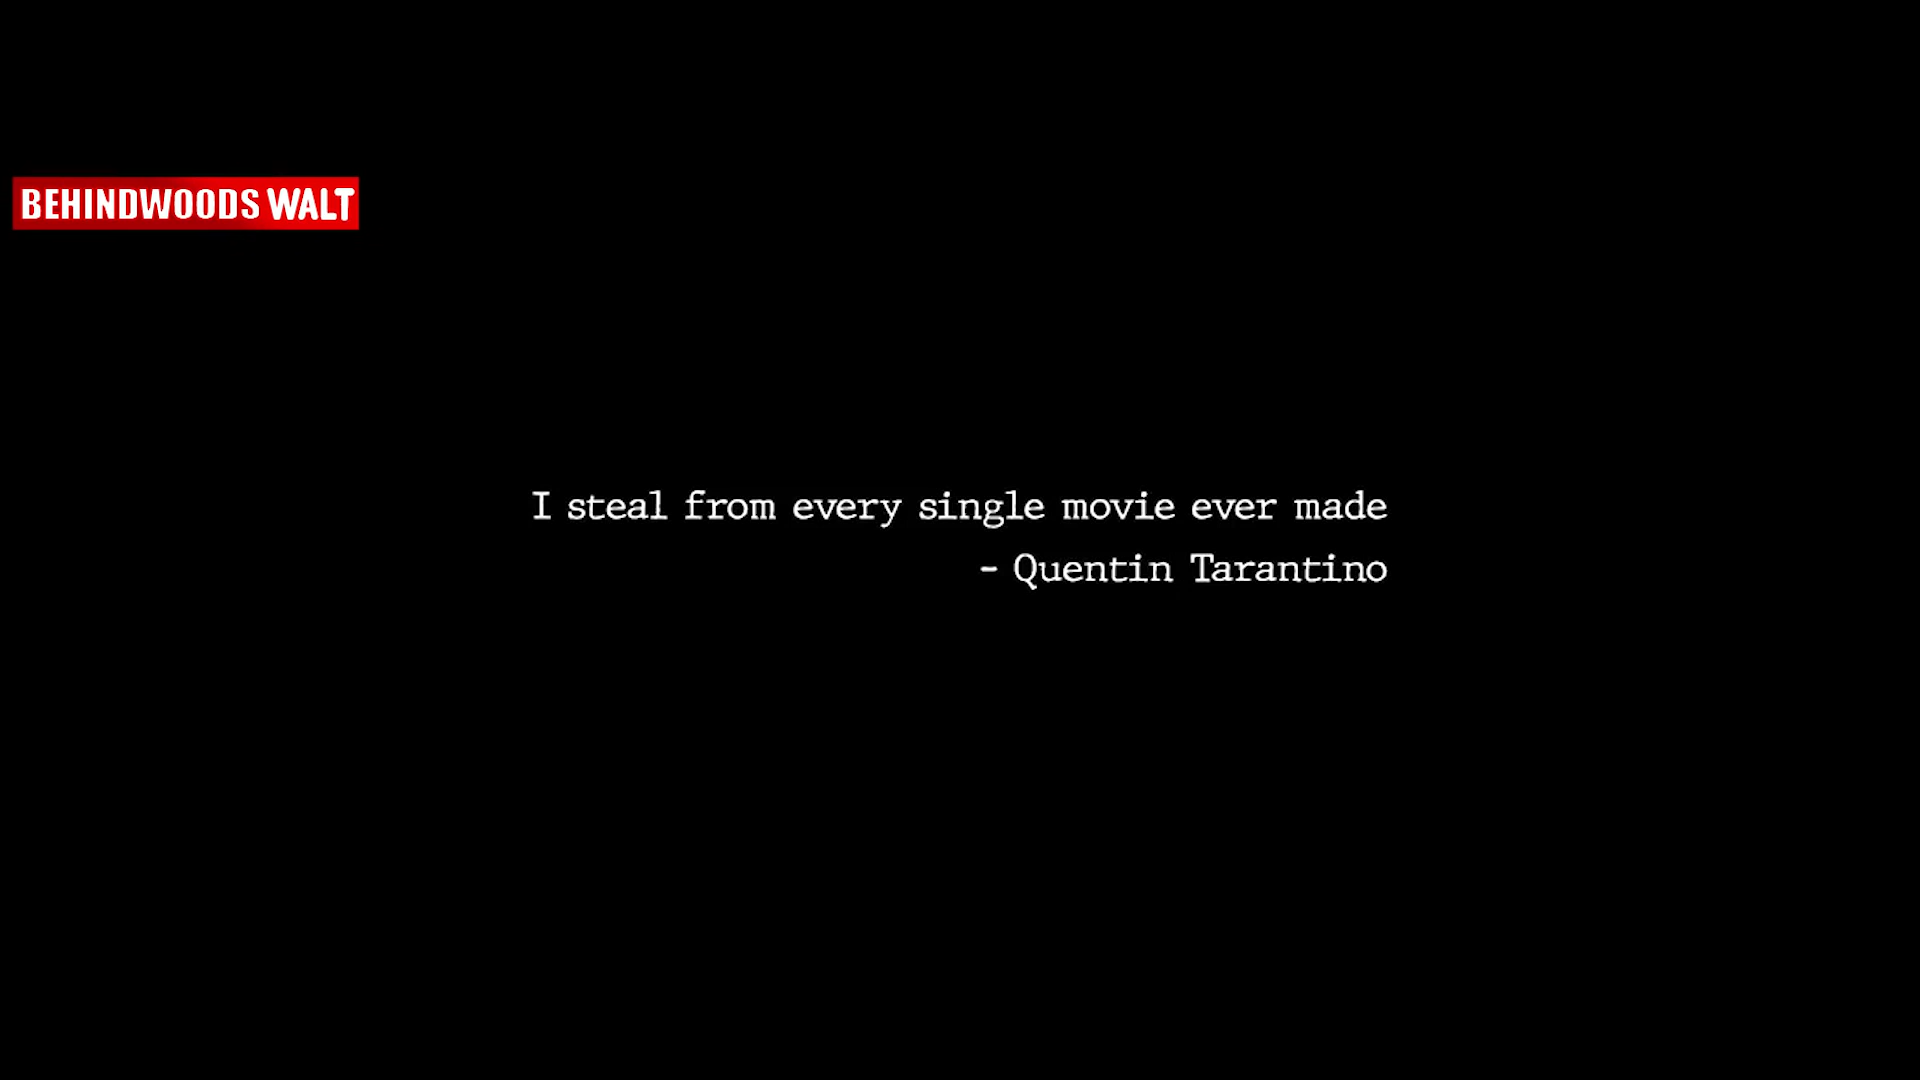 BEHINDWOODS WALT
I steal from every single movie ever made
- Quentin Tarantino